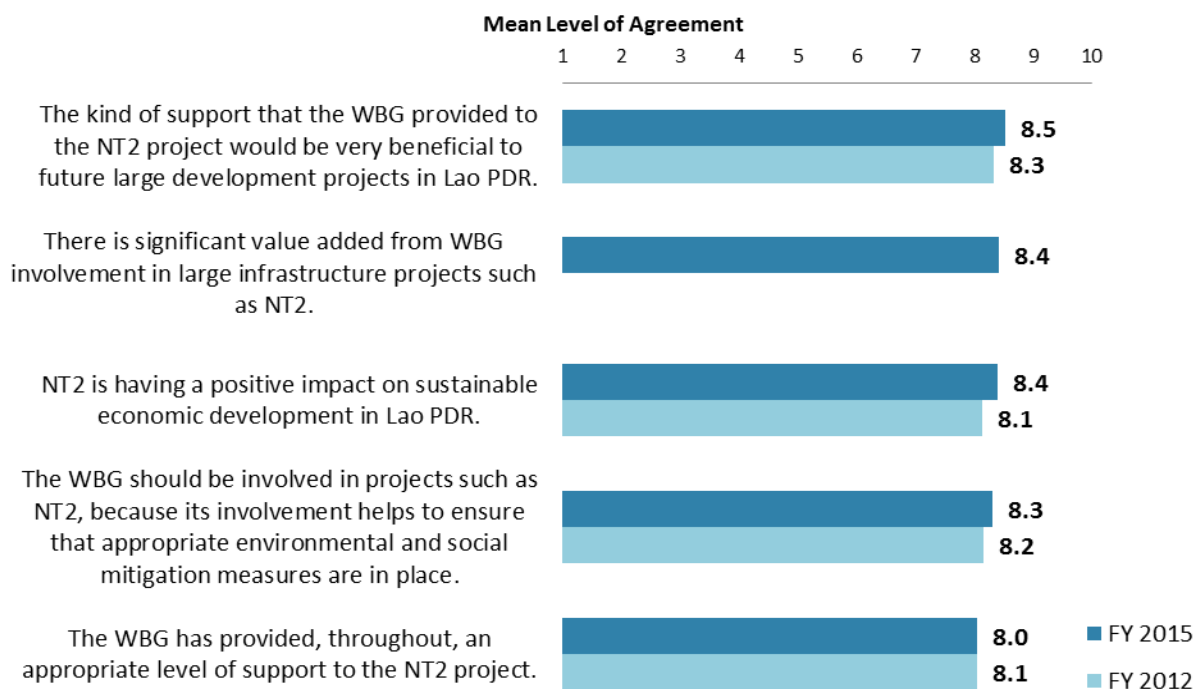 Mean Level of Agreement
1 2 3 4 5 6 7 8 9 10
The kind of support that the WBG provided to
the NT2 project would be very beneficial to
future large development projects in Lao PDR.
8.5
8.3
There is significant value added from WBG
involvement in large infrastructure projects such
as NT2.
8.4
NT2 is having a positive impact on sustainable
economic development in Lao PDR.
8.4
8.1
The WBG should be involved in projects such as
NT2, because its involvement helps to ensure
that appropriate environmental and social
mitigation measures are in place.
8.3
8.2
The WBG has provided, throughout, an
appropriate level of support to the NT2 project.
8.0
8.1
FY 2015
FY 2012